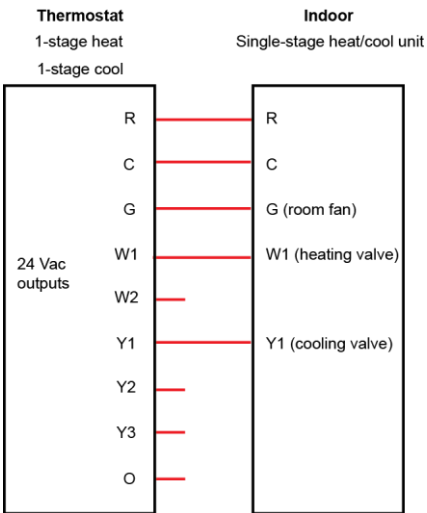 Thermostat
1-stage heat
1-stage cool
Indoor
Single-stage heat/cool unit
24 Vac
outputs
R
C
G
W1
W2
Y1
Y2
Y3
O
R
C
G (room fan)
W1 (heating valve)
Y1 (cooling valve)